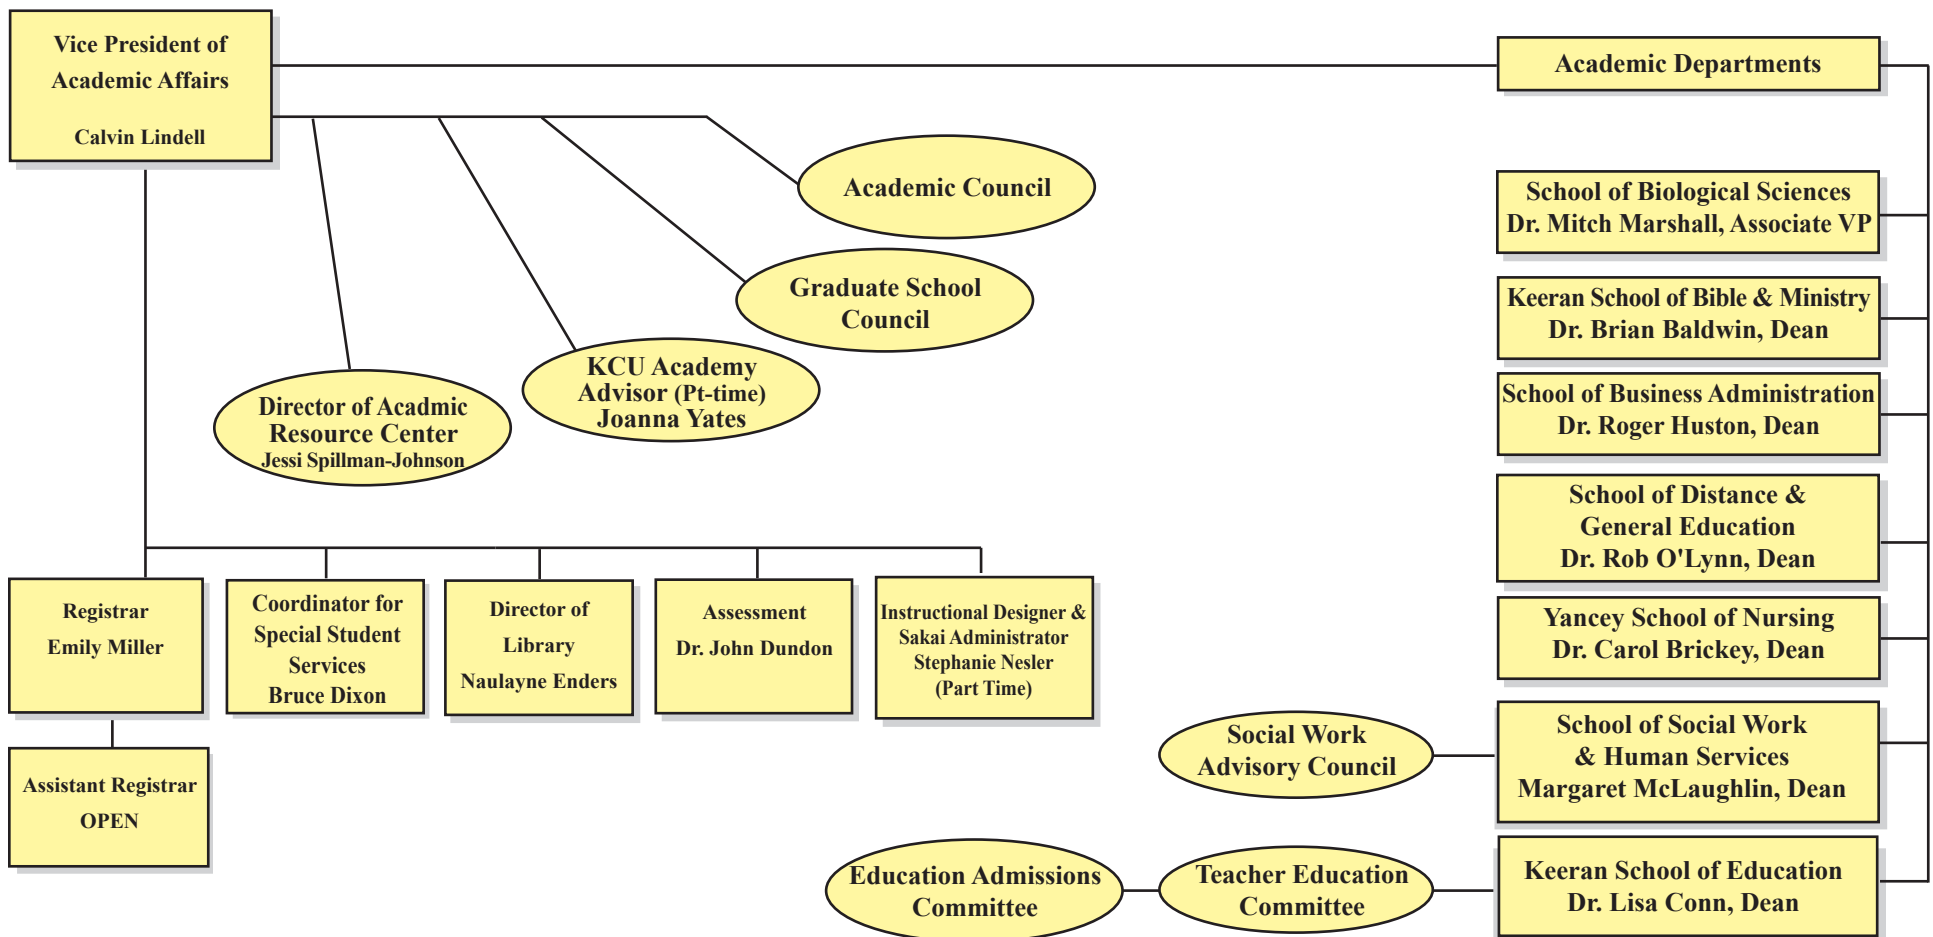 Vice President of
Academic Affairs
Calvin Lindell
Academic Departments
Academic Council
Graduate School
Council
KCU Academy
Advisor (Pt-time)
Joanna Yates
Director of Acadmic
Resource Center
Jessi Spillman-Johnson
School of Biological Sciences
Dr. Mitch Marshall, Associate VP
Keeran School of Bible & Ministry
Dr. Brian Baldwin, Dean
School of Business Administration
Dr. Roger Huston, Dean
School of Distance &
General Education
Dr. Rob O'Lynn, Dean
Yancey School of Nursing
Dr. Carol Brickey, Dean
School of Social Work
& Human Services
Margaret McLaughlin, Dean
Keeran School of Education
Dr. Lisa Conn, Dean
Registrar
Emily Miller
Coordinator for
Special Student
Services
Bruce Dixon
Director of
Library
Naulayne Enders
Assessment
Dr. John Dundon
Instructional Designer &
Sakai Administrator
Stephanie Nesler
(Part Time)
Assistant Registrar
OPEN
Social Work
Advisory Council
Education Admissions
Committee
Teacher Education
Committee